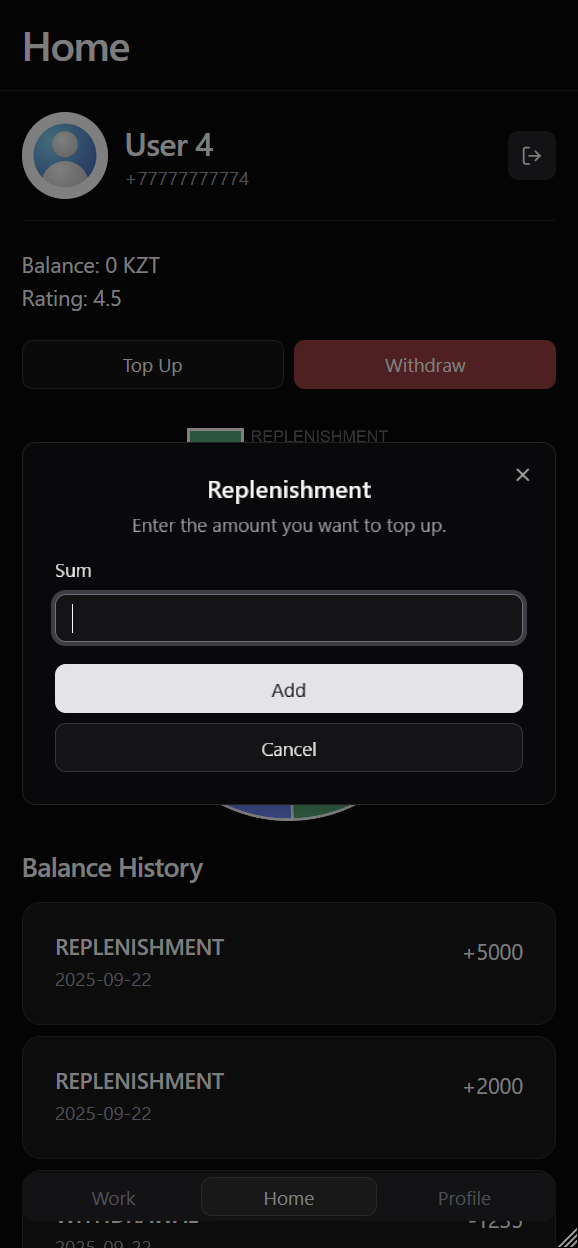 Home
User 4
+77777777774
Balance: 0 KZT
Rating: 4.5
Top Up
Withdraw
REPLENISHMENT
Replenishment
Enter the amount you want to top up.
Sum
Add
Cancel
Balance History
REPLENISHMENT
+5000
2025-09-22
REPLENISHMENT
+2000
2025-09-22
Work
Home
Profile
2025-09-22